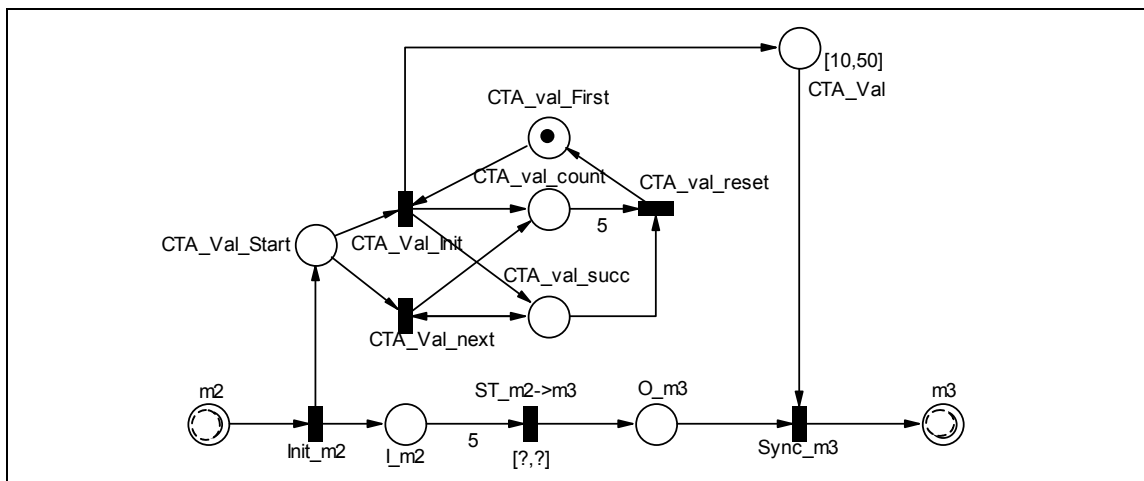 [10,50]
CTA_Val
CTA_val_First
CTA_val_count
CTA_val_reset
5
CTA_Val_Start
CTA_Val_Init
CTA_val_succ
CTA_Val_next
m2
ST_m2->m3
O_m3
m3
5
Init_m2
I_m2
[?,?]
Sync_m3